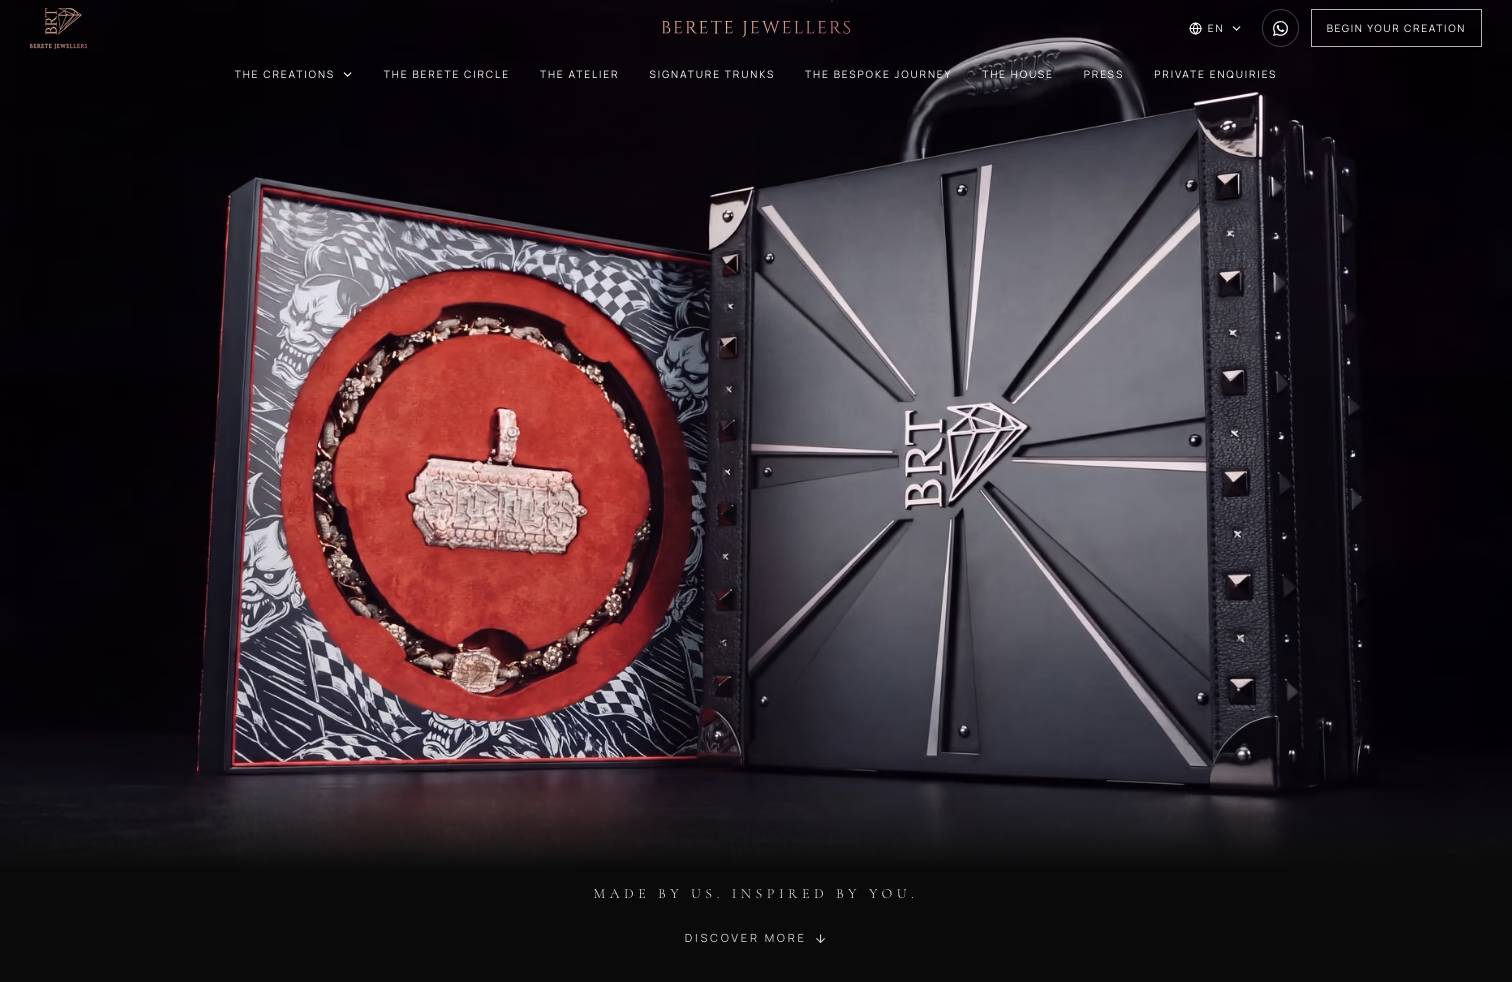 BRT
BERETE JEWELLERS
BERETE JEWELLERS
EN
BEGIN YOUR CREATION
THE CREATIONS
THE BERETE CIRCLE
THE ATELIER
SIGNATURE TRUNKS
THE BESPOKE JOURNEY
THE HOUSE
PRESS
PRIVATE ENQUIRIES
SIRIUS
BRT
MADE BY US. INSPIRED BY YOU.
DISCOVER MORE